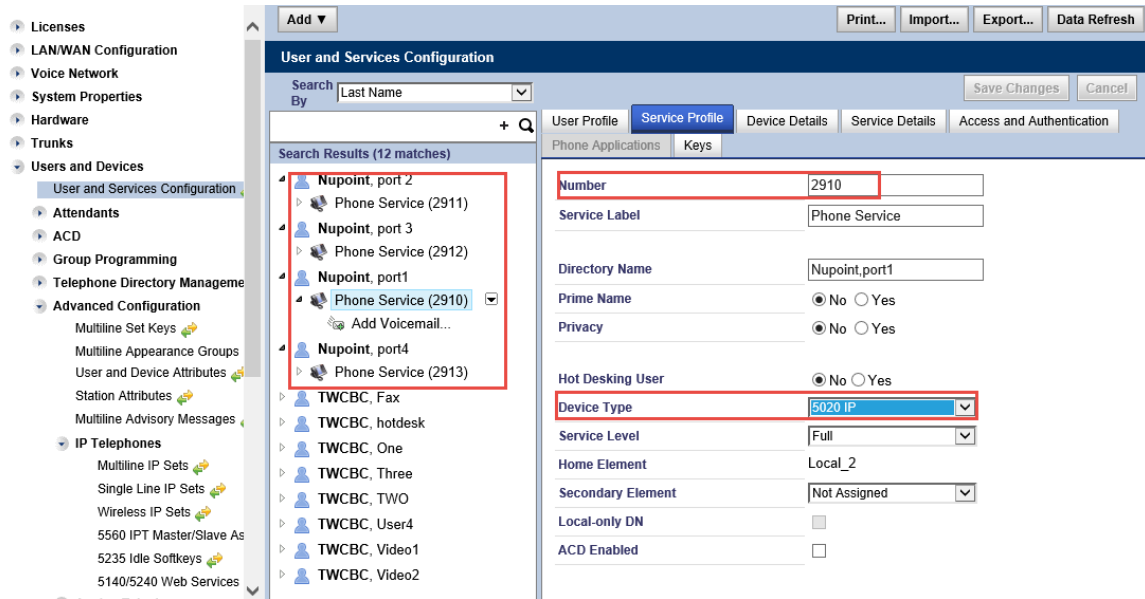 Licenses
LAN/WAN Configuration
Voice Network
System Properties
Hardware
Trunks
Users and Devices
User and Services Configuration
Attendants
ACD
Group Programming
Telephone Directory Manageme
Advanced Configuration
Multiline Set Keys
Multiline Appearance Groups
User and Device Attributes
Station Attributes
Multiline Advisory Messages
IP Telephones
Multiline IP Sets
Single Line IP Sets
Wireless IP Sets
5560 IPT Master/Slave As
5235 Idle Softkeys
5140/5240 Web Services
Add ▼
Print... Import... Export... Data Refresh
User and Services Configuration
Search By Last Name
Save Changes Cancel
+
Search Results (12 matches)
Nupoint, port 2
Phone Service (2911)
Nupoint, port 3
Phone Service (2912)
Nupoint, port1
Phone Service (2910)
Add Voicemail...
Nupoint, port4
Phone Service (2913)
TWCBC, Fax
TWCBC, hotdesk
TWCBC, One
TWCBC, Three
TWCBC, TWO
TWCBC, User4
TWCBC, Video1
TWCBC, Video2
User Profile Service Profile Device Details Service Details Access and Authentication
Phone Applications Keys
Number 2910
Service Label Phone Service
Directory Name Nupoint,port1
Prime Name No Yes
Privacy No Yes
Hot Desking User No Yes
Device Type 5020 IP
Service Level Full
Home Element Local_2
Secondary Element Not Assigned
Local-only DN
ACD Enabled